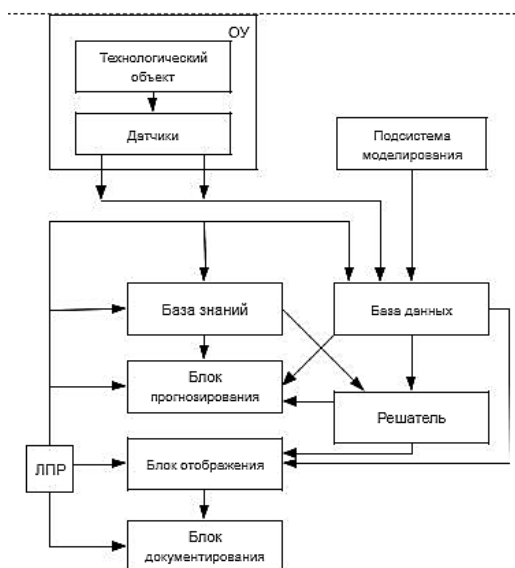 ОУ
Технологический
объект
Датчики
Подсистема
моделирования
База знаний
База данных
Блок
прогнозирования
Решатель
ЛПР
Блок отображения
Блок
документирования